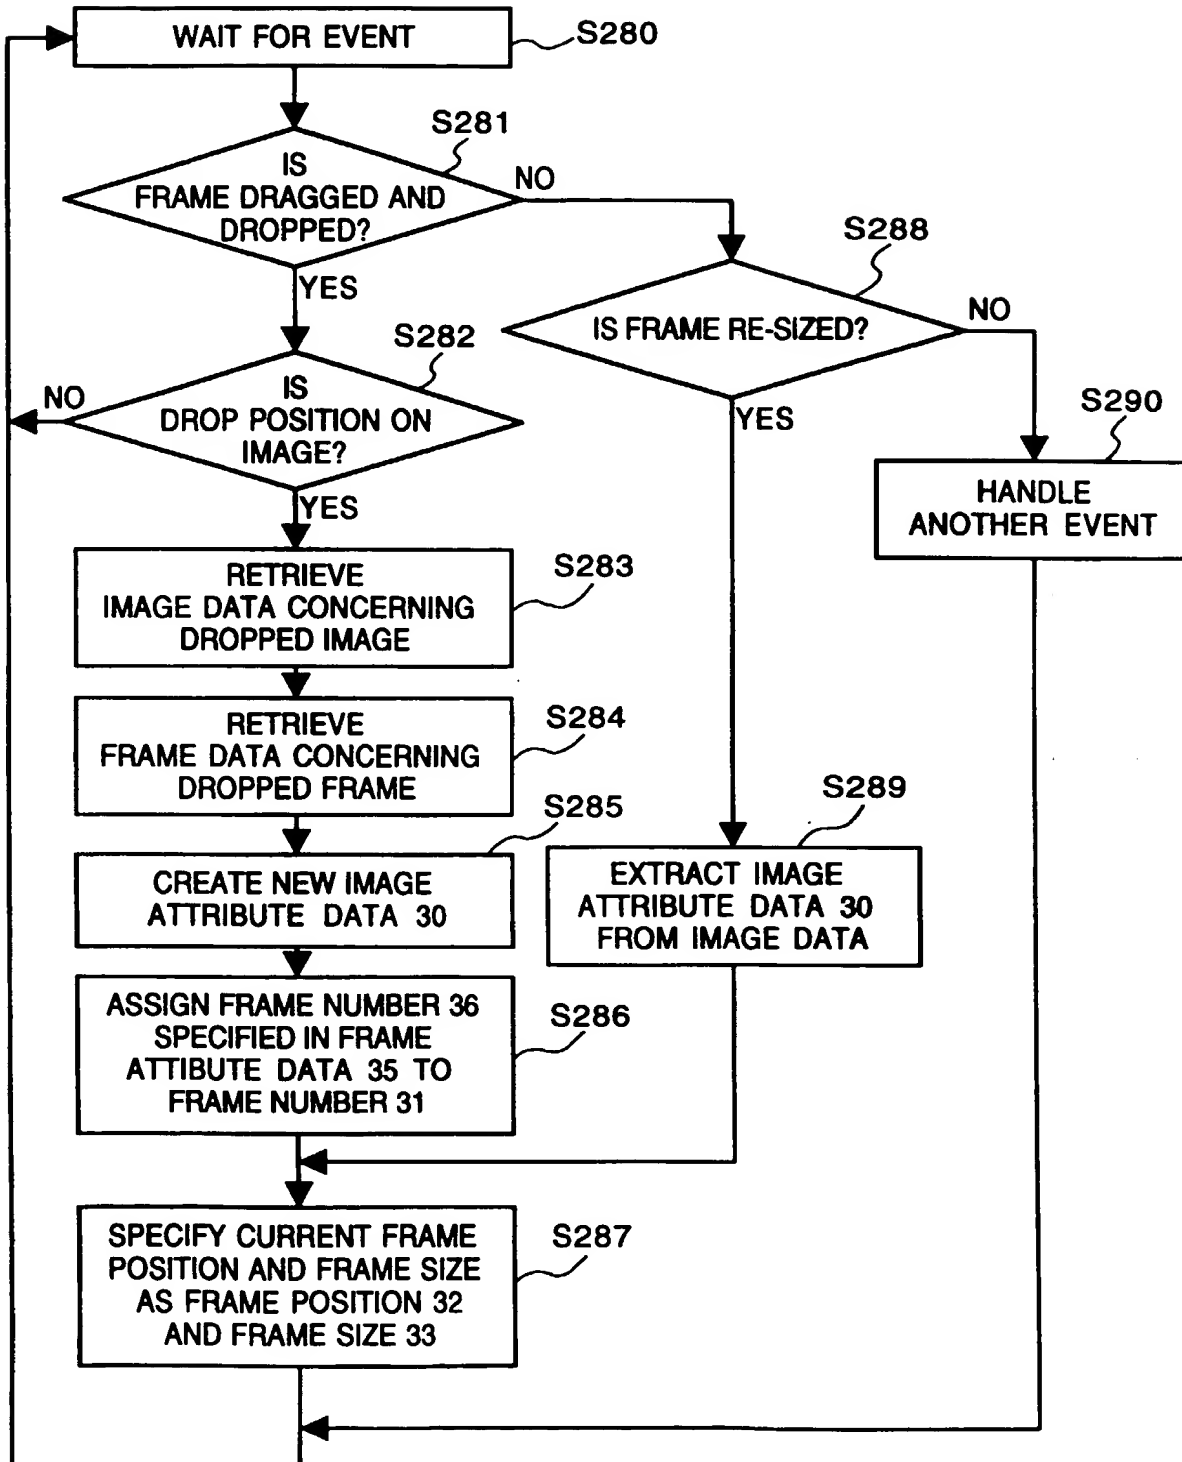 WAIT FOR EVENT
S280
S281
IS
FRAME DRAGGED AND
DROPPED?
NO
YES
S288
IS FRAME RE-SIZED?
NO
YES
S282
NO
IS
DROP POSITION ON
IMAGE?
YES
S290
HANDLE
ANOTHER EVENT
S283
RETRIEVE
IMAGE DATA CONCERNING
DROPPED IMAGE
S284
RETRIEVE
FRAME DATA CONCERNING
DROPPED FRAME
S285
CREATE NEW IMAGE
ATTRIBUTE DATA 30
S289
EXTRACT IMAGE
ATTRIBUTE DATA 30
FROM IMAGE DATA
ASSIGN FRAME NUMBER 36
SPECIFIED IN FRAME
ATTIBUTE DATA 35 TO
FRAME NUMBER 31
S286
SPECIFY CURRENT FRAME
POSITION AND FRAME SIZE
AS FRAME POSITION 32
AND FRAME SIZE 33
S287